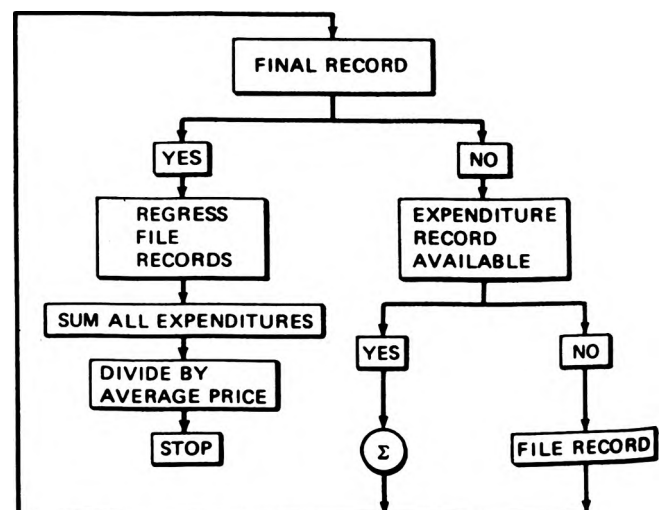 FINAL RECORD
YES
NO
REGRESS
FILE
RECORDS
EXPENDITURE
RECORD
AVAILABLE
SUM ALL EXPENDITURES
YES
NO
DIVIDE BY
AVERAGE PRICE
STOP
Σ
FILE RECORD